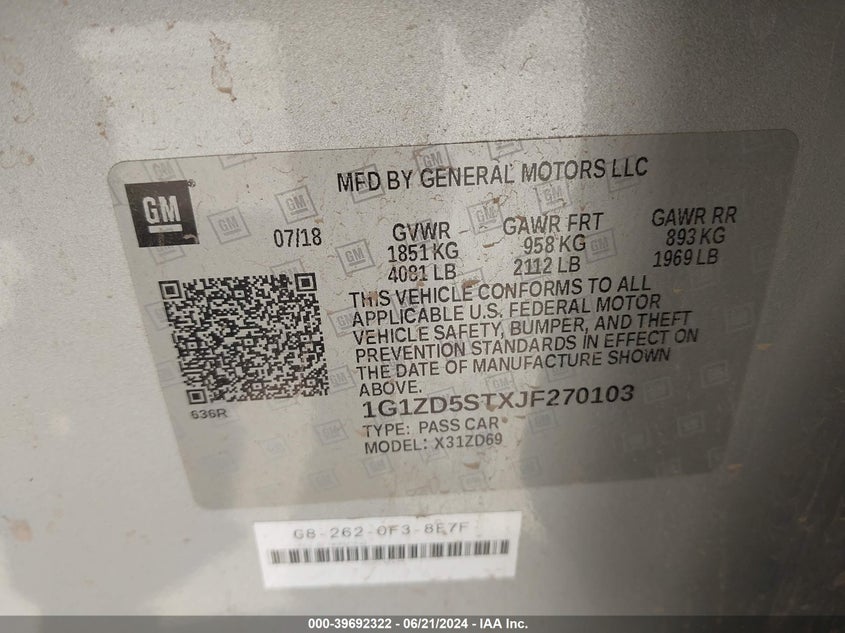 MFD BY GENERAL MOTORS LLC
GM
07/18
GVWR
1851 KG
4081 LB
GAWR FRT
958 KG
2112 LB
GAWR RR
893 KG
1969 LB
THIS VEHICLE CONFORMS TO ALL
APPLICABLE U.S. FEDERAL MOTOR
VEHICLE SAFETY, BUMPER, AND THEFT
PREVENTION STANDARDS IN EFFECT ON
THE DATE OF MANUFACTURE SHOWN
ABOVE.
636R
1G1ZD5STXJF270103
TYPE: PASS CAR
MODEL: X31ZD69
G8-262-0F3-8E7F
000-39692322 - 06/21/2024 - IAA Inc.